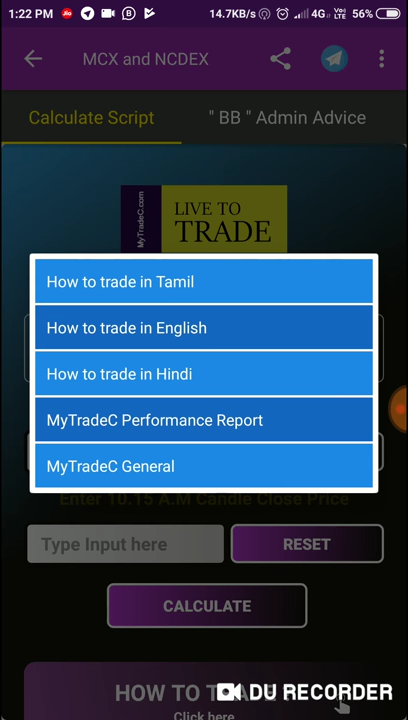 1:22 PM
14.7KB/s
4G
VoLTE
56%
MCX and NCDEX
Calculate Script
" BB " Admin Advice
MyTradeC.com
LIVE TO
TRADE
How to trade in Tamil
How to trade in English
How to trade in Hindi
MyTradeC Performance Report
MyTradeC General
Enter 10.15 A.M Candle Close Price
Type Input here
RESET
CALCULATE
HOW TO
Click here
DU RECORDER